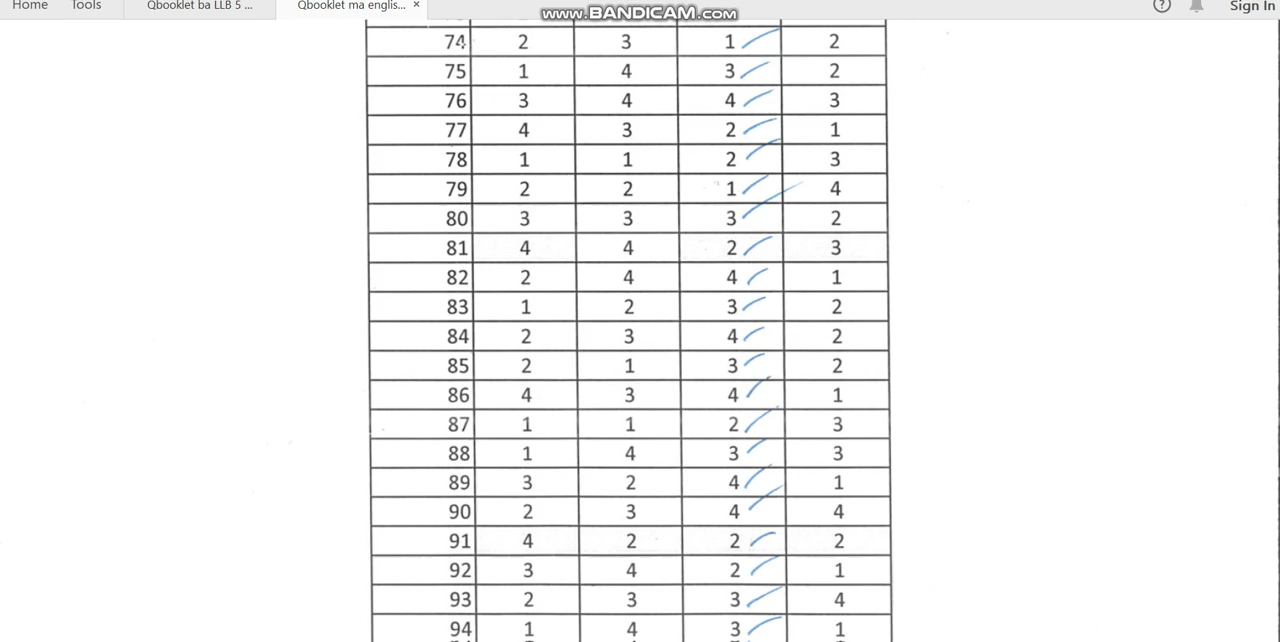 Home Tools Qbooklet ba LLB 5 ... Qbooklet ma englis... × Sign In
www.BANDICAM.com
74 2 3 1 2
75 1 4 3 2
76 3 4 4 3
77 4 3 2 1
78 1 1 2 3
79 2 2 1 4
80 3 3 3 2
81 4 4 2 3
82 2 4 4 1
83 1 2 3 2
84 2 3 4 2
85 2 1 3 2
86 4 3 4 1
87 1 1 2 3
88 1 4 3 3
89 3 2 4 1
90 2 3 4 4
91 4 2 2 2
92 3 4 2 1
93 2 3 3 4
94 1 4 3 1